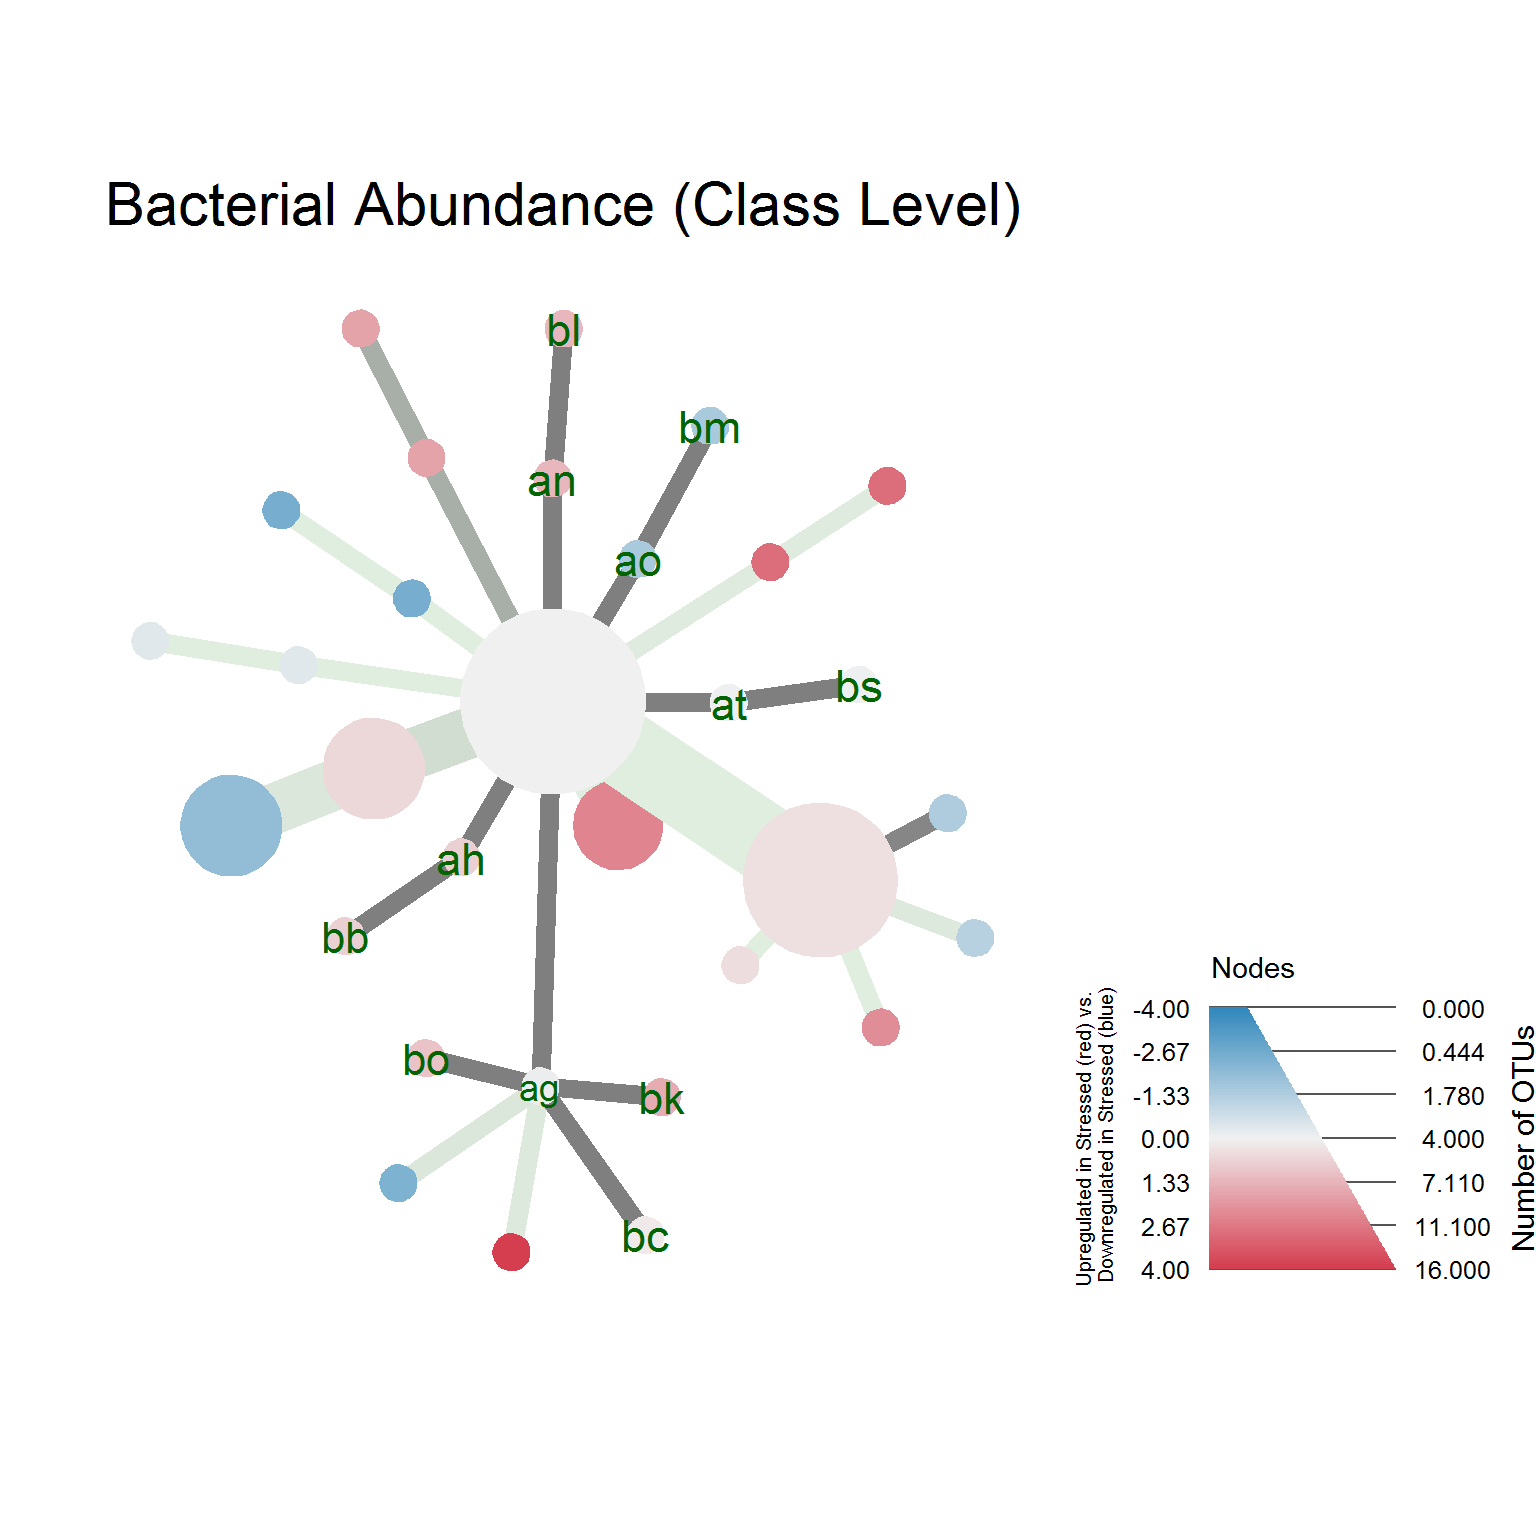 Bacterial Abundance (Class Level)
bl
bm
an
ao
at
bs
ah
bb
bo
ag
bk
bc
Nodes
Upregulated in Stressed (red) vs.
Downregulated in Stressed (blue)
-4.00 0.000
-2.67 0.444
-1.33 1.780
0.00 4.000
1.33 7.110
2.67 11.100
4.00 16.000
Number of OTUs